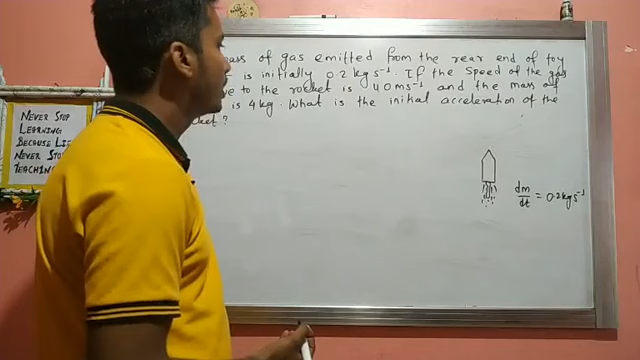 mass of gas emitted from the rear end of toy
is initially 0.2 kg s⁻¹. If the speed of the gas
to the rocket is 40 ms⁻¹ and the mass of
is 4 kg. What is the initial acceleration of the
?
dm/dt = 0.2 kg s⁻¹
NEVER STOP
LEARNING
BECAUSE
NEVER
TEACHING